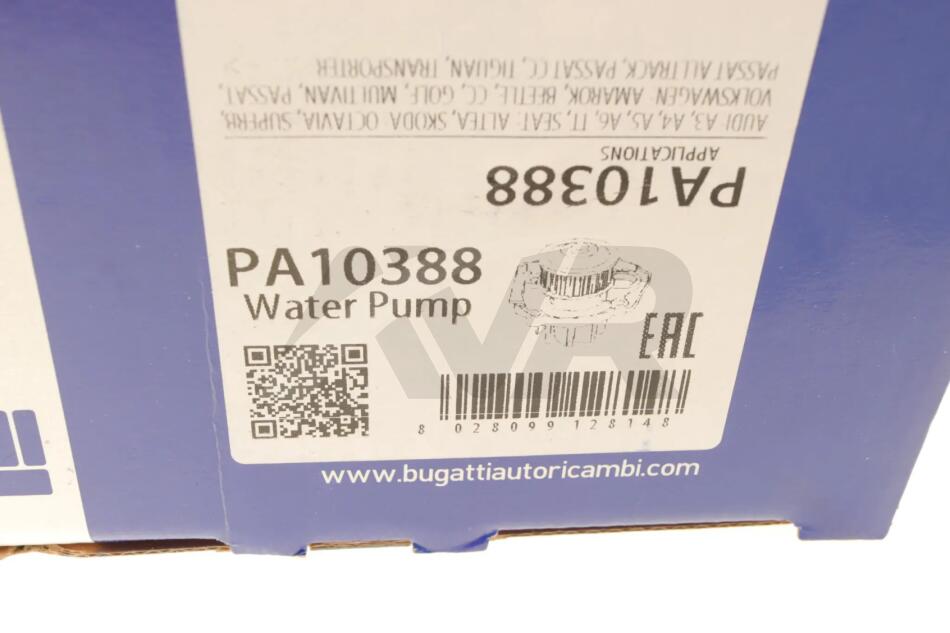 PA10388
APPLICATIONS
AUDI: A3, A4, A5, A6, TT, SEAT: ALTEA, SKODA: OCTAVIA, SUPERB,
VOLKSWAGEN: AMAROK, BEETLE, CC, GOLF, MULTIVAN, PASSAT,
PASSAT ALLTRACK, PASSAT CC, TIGUAN, TRANSPORTER
PA10388
Water Pump
VR
EAC
8 028099 128148
www.bugattiautoricambi.com